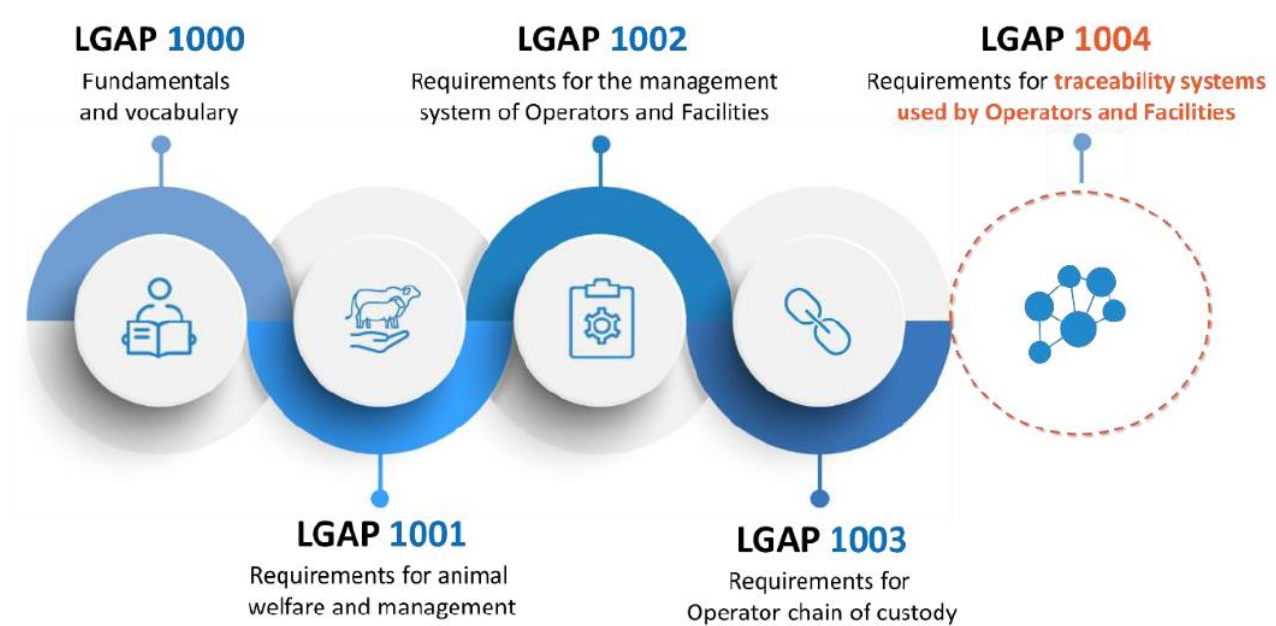 LGAP 1000
Fundamentals
and vocabulary
LGAP 1002
Requirements for the management
system of Operators and Facilities
LGAP 1004
Requirements for traceability systems
used by Operators and Facilities
LGAP 1001
Requirements for animal
welfare and management
LGAP 1003
Requirements for
Operator chain of custody